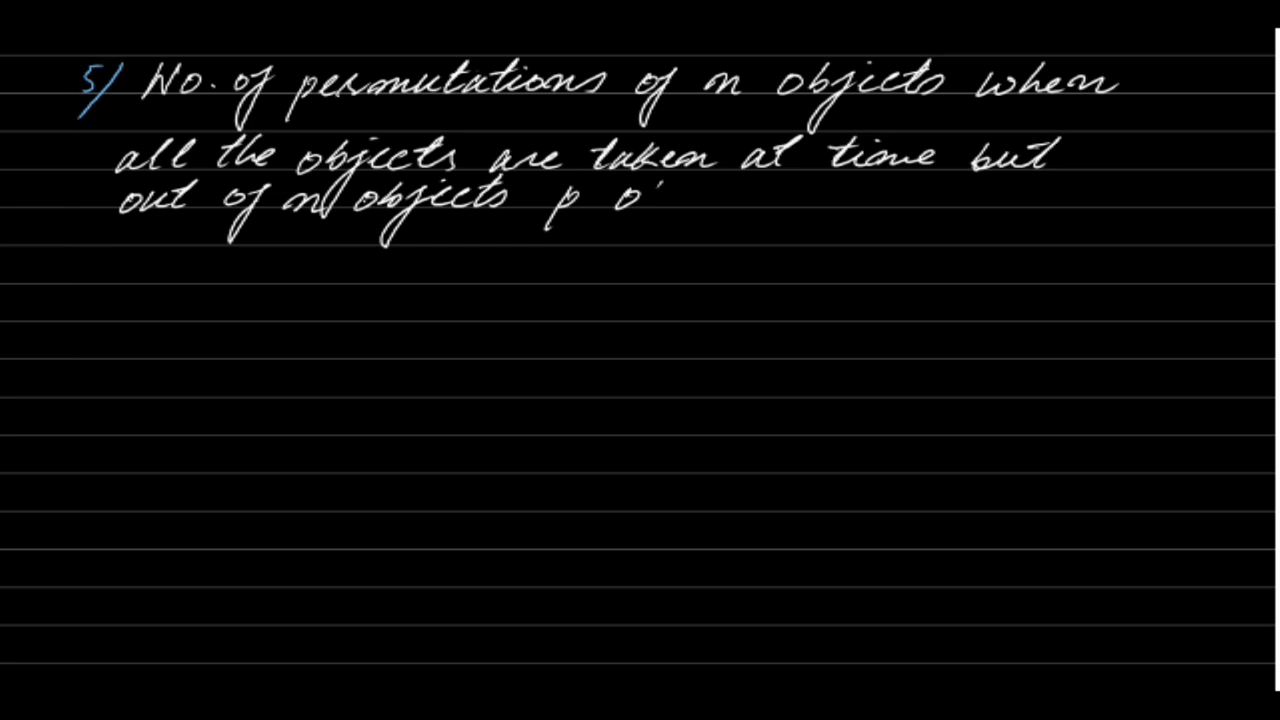 5) No. of permutations of n objects when
all the objects are taken at time but
out of n objects p o